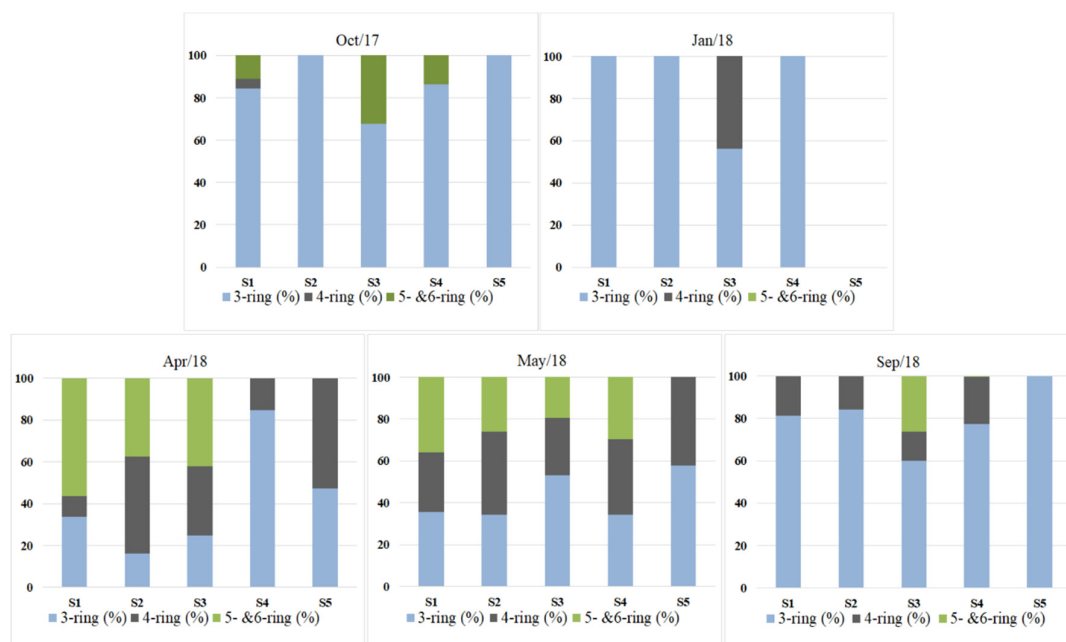 Oct/17
100
80
60
40
20
0
S1 S2 S3 S4 S5
3-ring (%) 4-ring (%) 5- &6-ring (%)
Jan/18
100
80
60
40
20
0
S1 S2 S3 S4 S5
3-ring (%) 4-ring (%) 5- &6-ring (%)
Apr/18
100
80
60
40
20
0
S1 S2 S3 S4 S5
3-ring (%) 4-ring (%) 5- &6-ring (%)
May/18
100
80
60
40
20
0
S1 S2 S3 S4 S5
3-ring (%) 4-ring (%) 5- &6-ring (%)
Sep/18
100
80
60
40
20
0
S1 S2 S3 S4 S5
3-ring (%) 4-ring (%) 5- &6-ring (%)